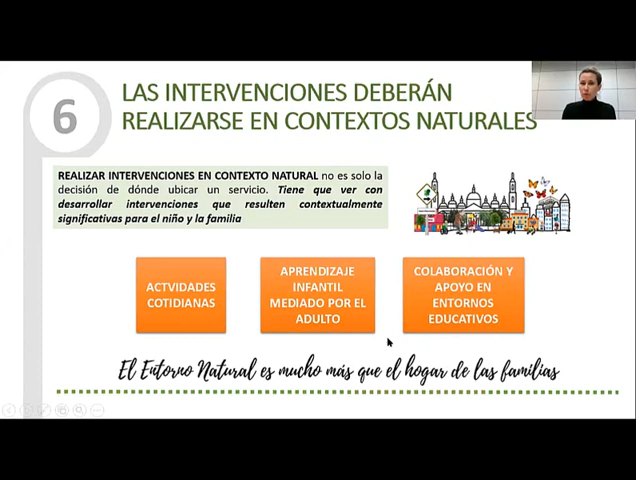 6
LAS INTERVENCIONES DEBERÁN
REALIZARSE EN CONTEXTOS NATURALES
REALIZAR INTERVENCIONES EN CONTEXTO NATURAL no es solo la
decisión de dónde ubicar un servicio. Tiene que ver con
desarrollar intervenciones que resulten contextualmente
significativas para el niño y la familia
ACTVIDADES
COTIDIANAS
APRENDIZAJE
INFANTIL
MEDIADO POR EL
ADULTO
COLABORACIÓN Y
APOYO EN
ENTORNOS
EDUCATIVOS
El Entorno Natural es mucho más que el hogar de las familias